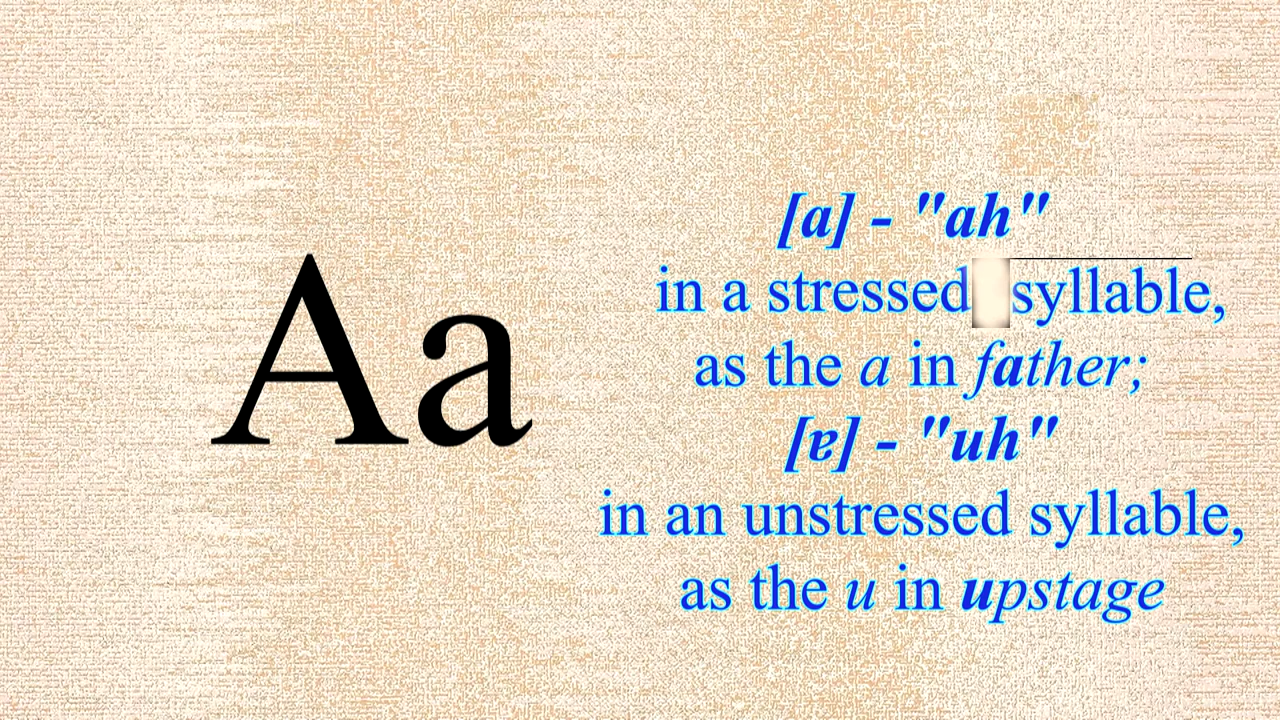 Aa
[a] - "ah"
in a stressed syllable,
as the a in father;
[ɐ] - "uh"
in an unstressed syllable,
as the u in upstage